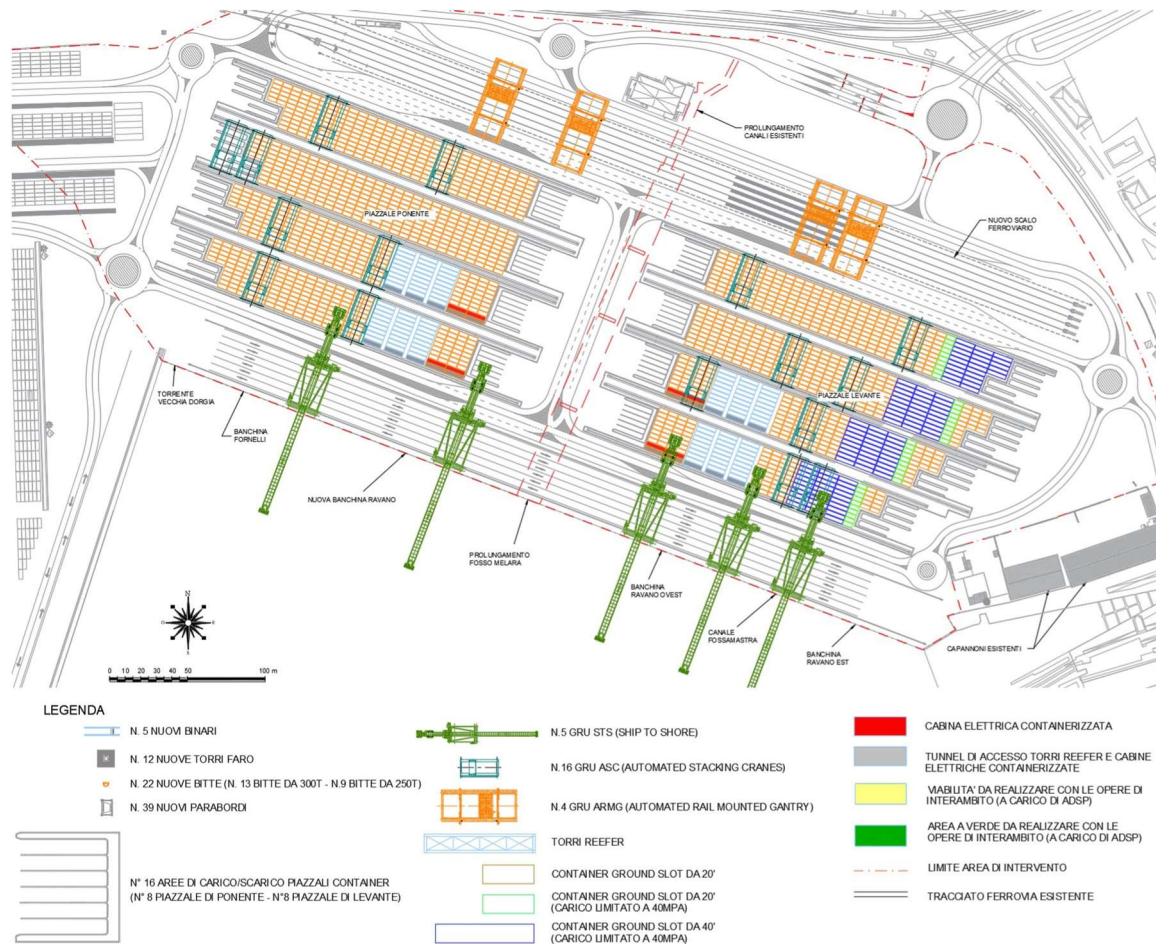 PROLUNGAMENTO
CANALI ESISTENTI
PIAZZALE PONENTE
NUOVO SCALO
FERROVIARIO
TORRENTE
VECCHIA DORGIA
PIAZZALE LEVANTE
BANCHINA
FORNELLI
NUOVA BANCHINA RAVANO
PROLUNGAMENTO
FOSSO MELARA
BANCHINA
RAVANO OVEST
CANALE
FOSSAMASTRA
BANCHINA
RAVANO EST
CAPANNONI ESISTENTI
N
O
E
S
0 10 20 30 40 50 100 m
LEGENDA
N. 5 NUOVI BINARI
N. 12 NUOVE TORRI FARO
N. 22 NUOVE BITTE (N. 13 BITTE DA 300T - N.9 BITTE DA 250T)
N. 39 NUOVI PARABORDI
N° 16 AREE DI CARICO/SCARICO PIAZZALI CONTAINER
(N° 8 PIAZZALE DI PONENTE - N°8 PIAZZALE DI LEVANTE)
N.5 GRU STS (SHIP TO SHORE)
N.16 GRU ASC (AUTOMATED STACKING CRANES)
N.4 GRU ARMG (AUTOMATED RAIL MOUNTED GANTRY)
TORRI REEFER
CONTAINER GROUND SLOT DA 20'
CONTAINER GROUND SLOT DA 20'
(CARICO LIMITATO A 40MPA)
CONTAINER GROUND SLOT DA 40'
(CARICO LIMITATO A 40MPA)
CABINA ELETTRICA CONTAINERIZZATA
TUNNEL DI ACCESSO TORRI REEFER E CABINE
ELETTRICHE CONTAINERIZZATE
VIABILITA' DA REALIZZARE CON LE OPERE DI
INTERAMBITO (A CARICO DI ADSP)
AREA A VERDE DA REALIZZARE CON LE
OPERE DI INTERAMBITO (A CARICO DI ADSP)
LIMITE AREA DI INTERVENTO
TRACCIATO FERROVIA ESISTENTE